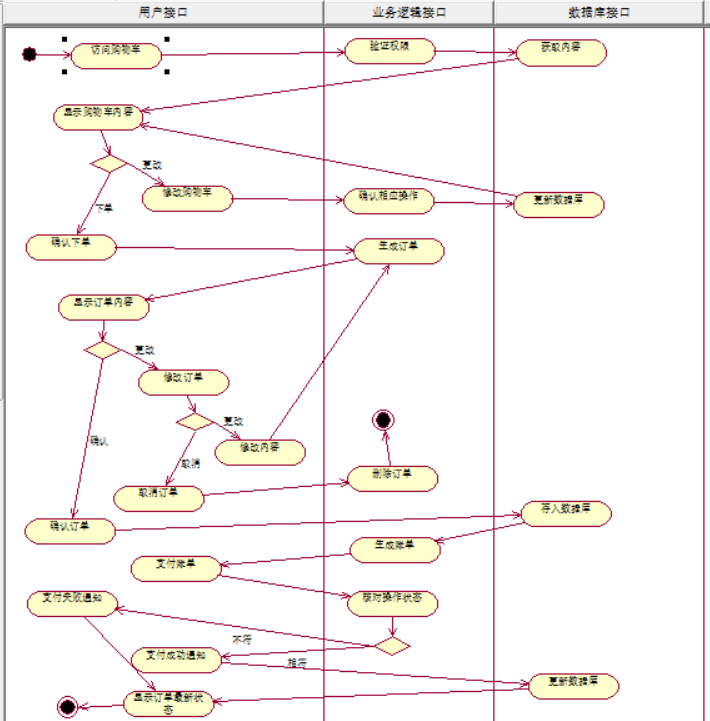 用户接口
业务逻辑接口
数据库接口
访问购物车
验证权限
获取内容
显示购物车内容
更改
修改购物车
确认相应操作
更新数据库
下单
确认下单
生成订单
显示订单内容
更改
修改订单
更改
确认
修改内容
取消
删除订单
取消订单
确认订单
存入数据库
生成账单
支付账单
支付失败通知
核对操作状态
不符
支付成功通知
相符
更新数据库
显示订单最新状
态